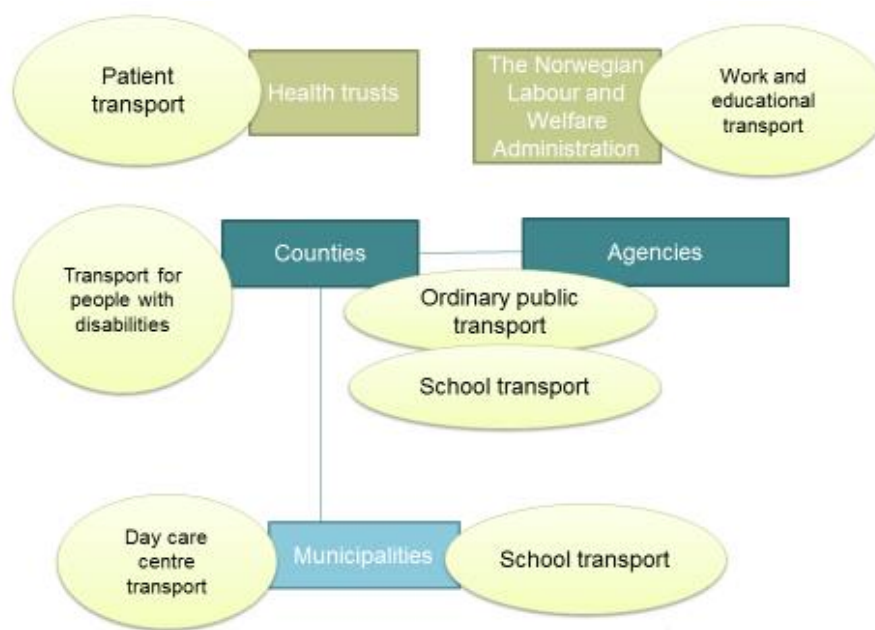 Patient
transport
Health trusts
The Norwegian
Labour and
Welfare
Administration
Work and
educational
transport
Counties
Agencies
Transport for
people with
disabilities
Ordinary public
transport
School transport
Day care
centre
transport
Municipalities
School transport